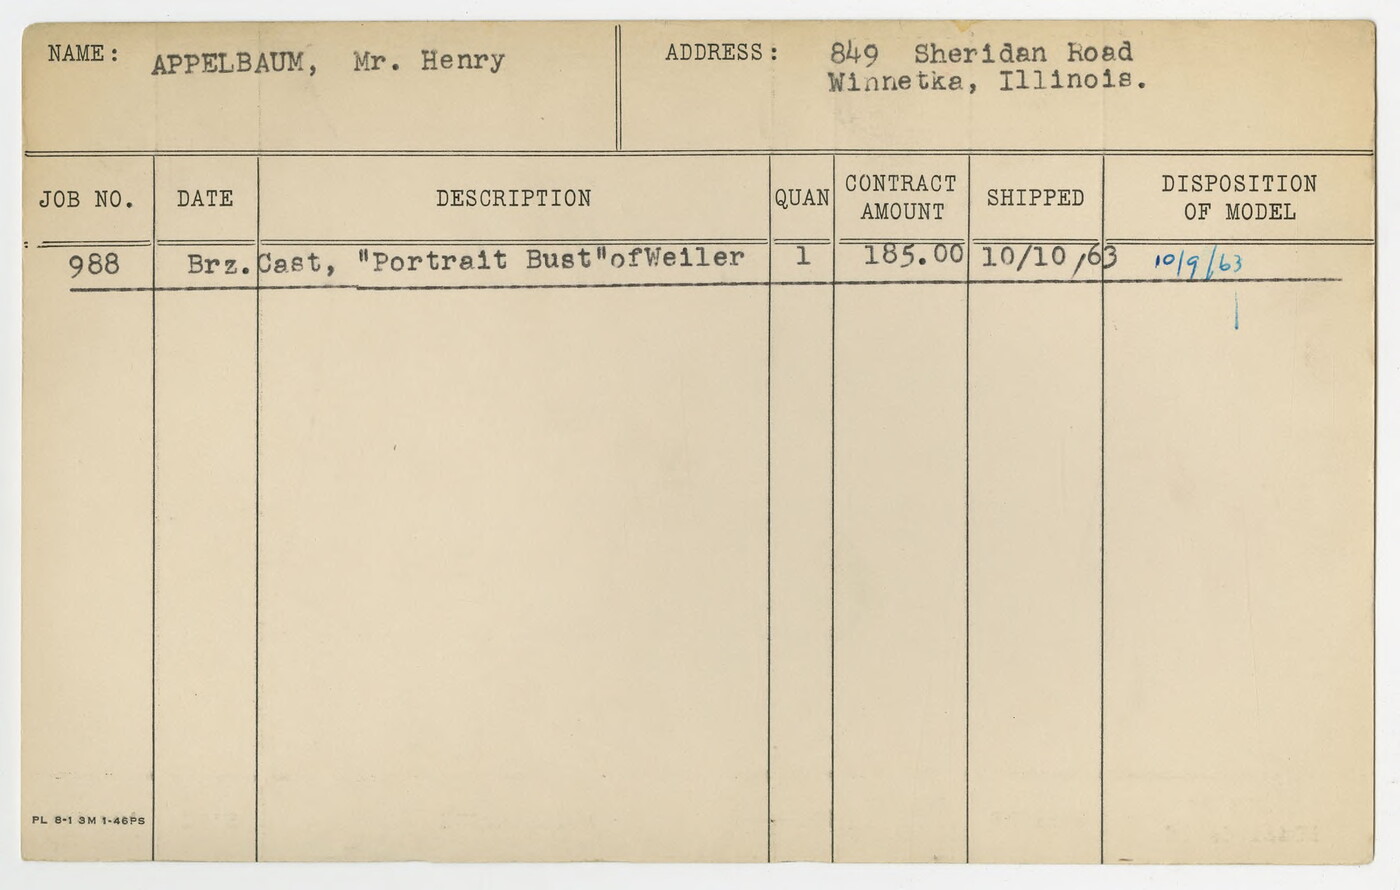 NAME: APPELBAUM, Mr. Henry
ADDRESS: 849 Sheridan Road
Winnetka, Illinois.
JOB NO. DATE DESCRIPTION QUAN CONTRACT AMOUNT SHIPPED DISPOSITION OF MODEL
988 Brz.Cast, "Portrait Bust"ofWeiler 1 185.00 10/10/63 10/9/63
PL 8-1 3M 1-46PS